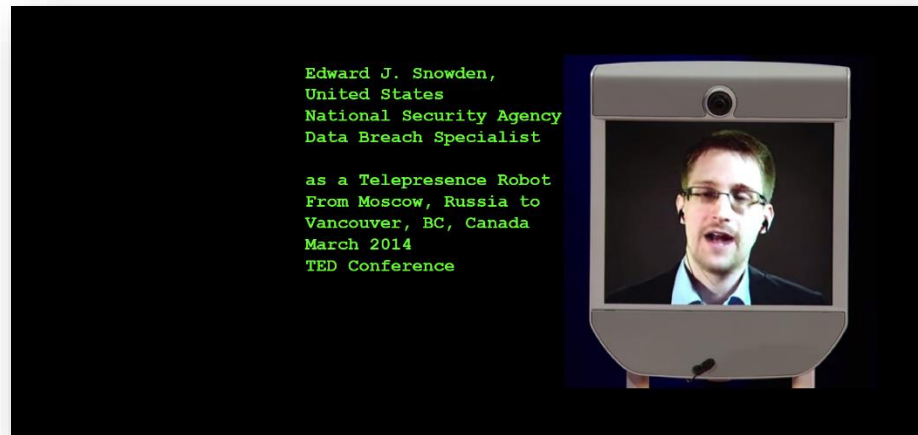 Edward J. Snowden,
United States
National Security Agency
Data Breach Specialist
as a Telepresence Robot
From Moscow, Russia to
Vancouver, BC, Canada
March 2014
TED Conference